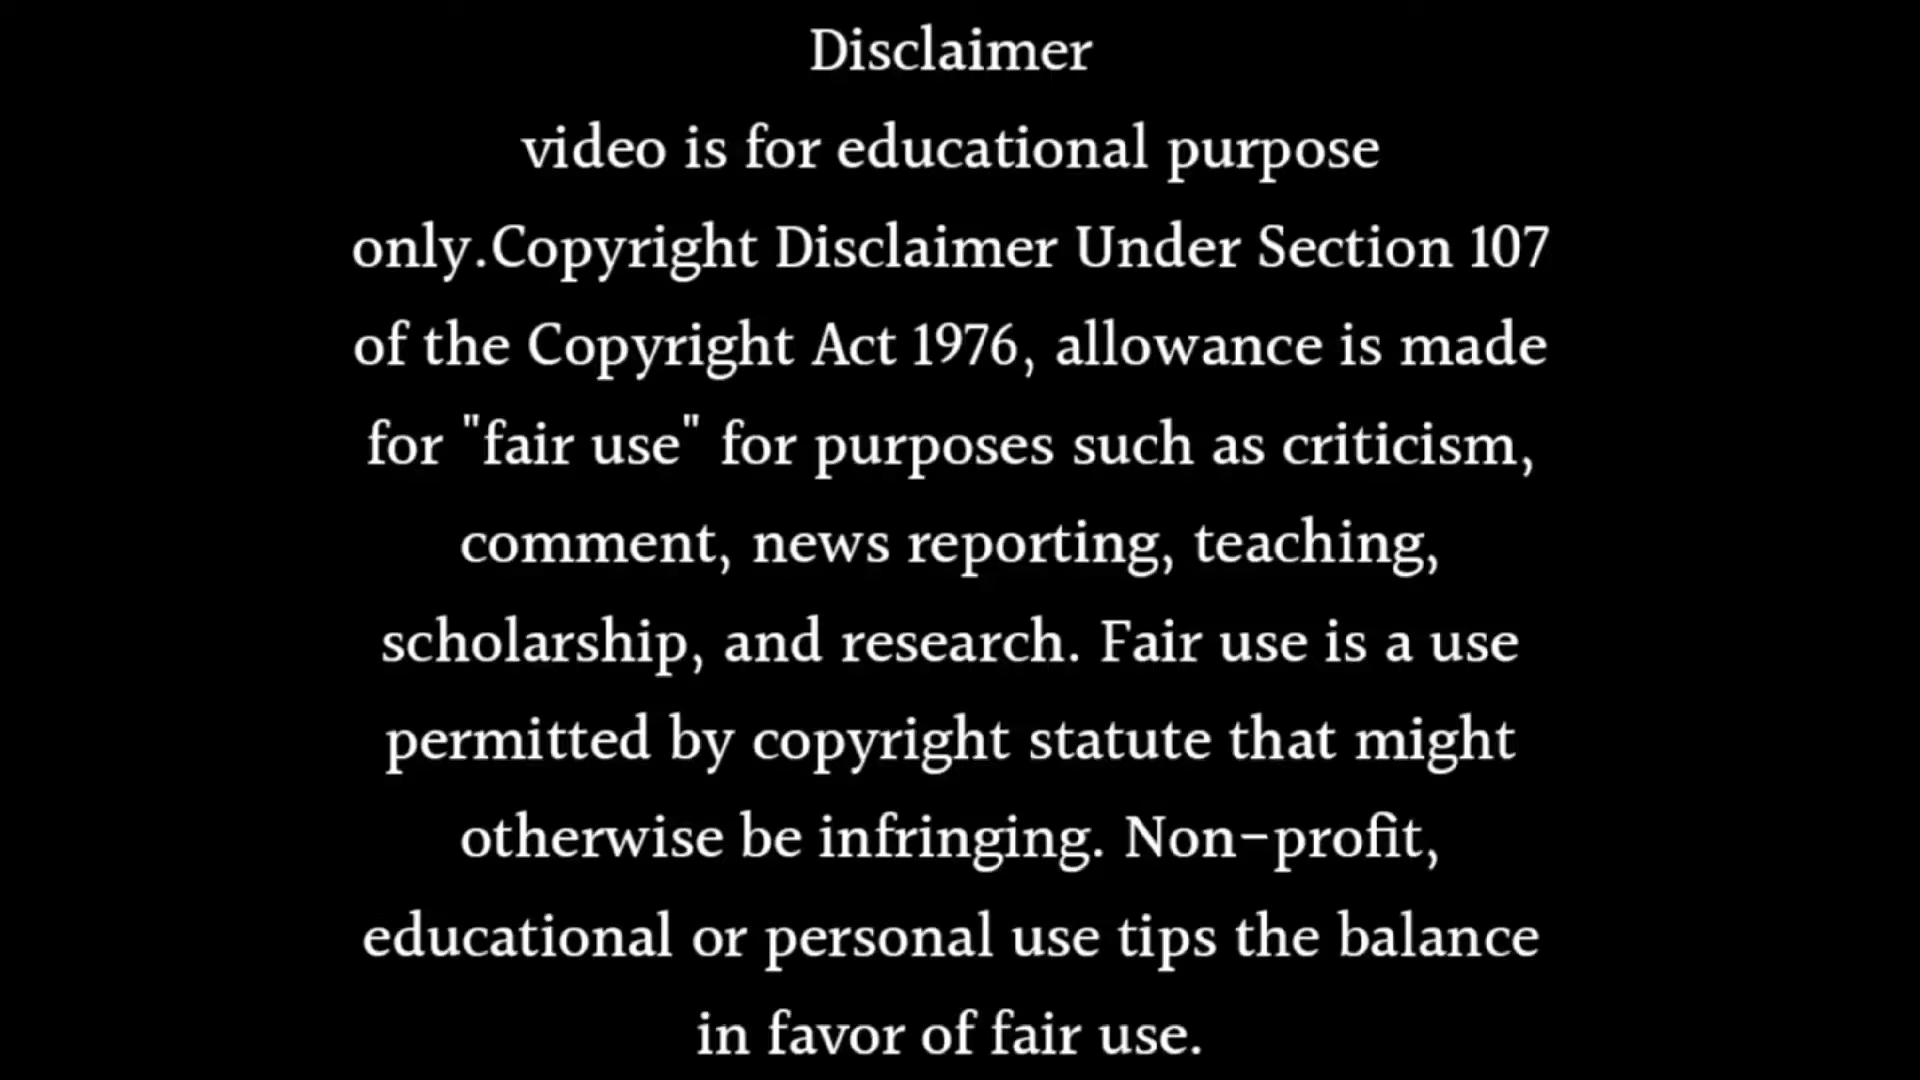 Disclaimer
video is for educational purpose
only.Copyright Disclaimer Under Section 107
of the Copyright Act 1976, allowance is made
for "fair use" for purposes such as criticism,
comment, news reporting, teaching,
scholarship, and research. Fair use is a use
permitted by copyright statute that might
otherwise be infringing. Non-profit,
educational or personal use tips the balance
in favor of fair use.